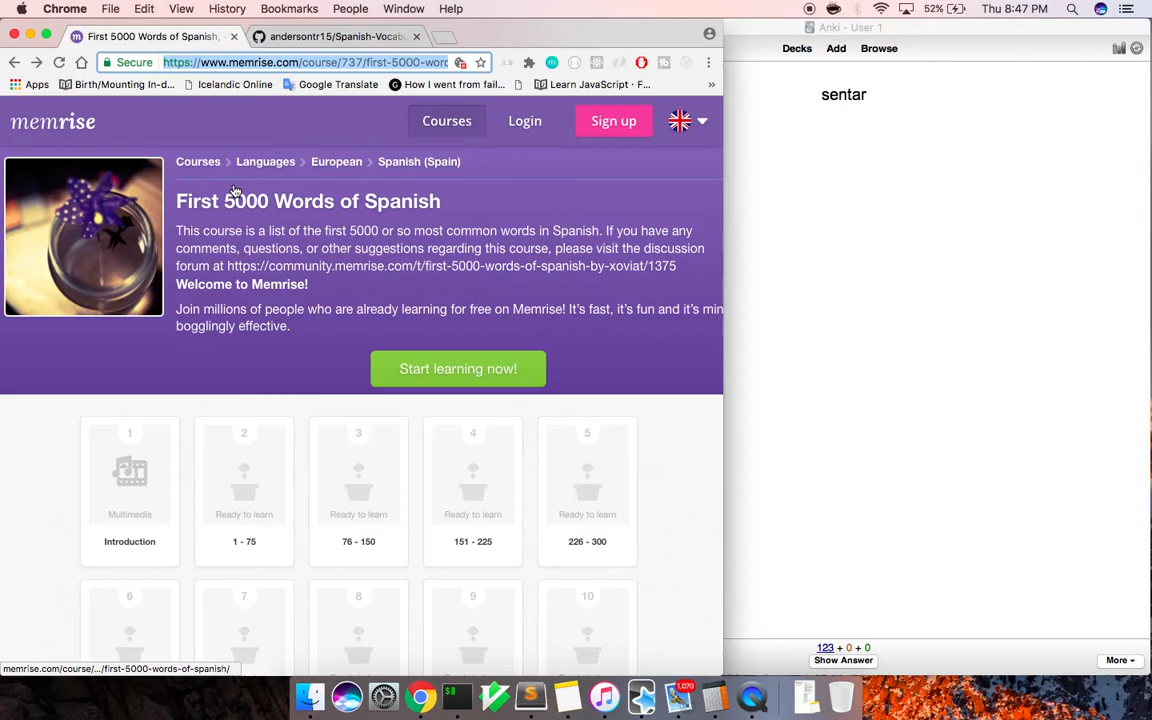 Chrome File Edit View History Bookmarks People Window Help
52% Thu 8:47 PM
First 5000 Words of Spanish,
andersontr15/Spanish-Vocabu
Anki - User 1
Secure https://www.memrise.com/course/737/first-5000-word
Decks Add Browse
Apps Birth/Mounting In-d... Icelandic Online Google Translate How I went from fail... Learn JavaScript · F... »
sentar
memrise
Courses
Login
Sign up
Courses > Languages > European > Spanish (Spain)
First 5000 Words of Spanish
This course is a list of the first 5000 or so most common words in Spanish. If you have any
comments, questions, or other suggestions regarding this course, please visit the discussion
forum at https://community.memrise.com/t/first-5000-words-of-spanish-by-xoviat/1375
Welcome to Memrise!
Join millions of people who are already learning for free on Memrise! It's fast, it's fun and it's min
bogglingly effective.
Start learning now!
1 2 3 4 5
Multimedia Ready to learn Ready to learn Ready to learn Ready to learn
Introduction 1 - 75 76 - 150 151 - 225 226 - 300
6 7 8 9 10
123 + 0 + 0
Show Answer
More
memrise.com/course/.../first-5000-words-of-spanish/
1,070